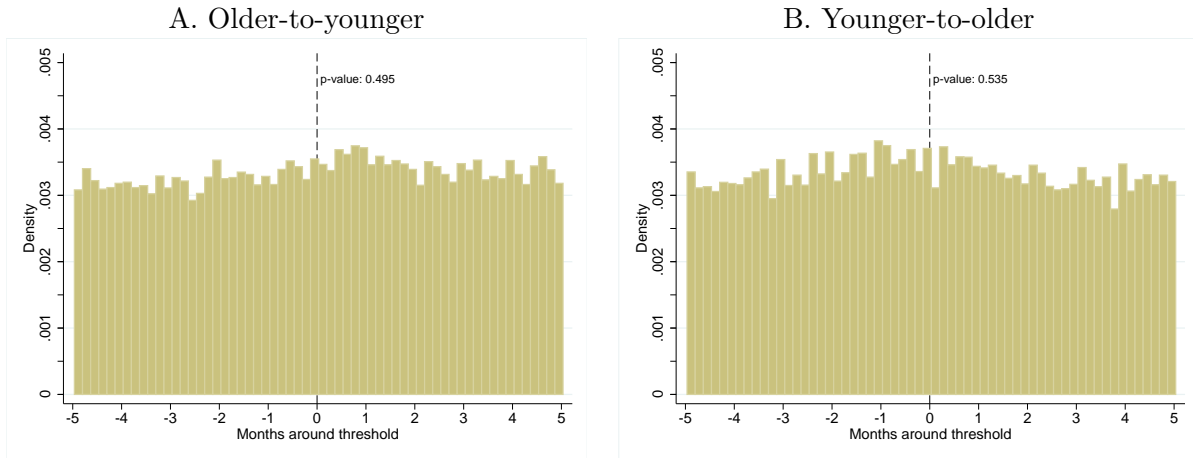 A. Older-to-younger
.005
.004
.003
.002
.001
0
Density
p-value: 0.495
-5 -4 -3 -2 -1 0 1 2 3 4 5
Months around threshold
B. Younger-to-older
.005
.004
.003
.002
.001
0
Density
p-value: 0.535
-5 -4 -3 -2 -1 0 1 2 3 4 5
Months around threshold